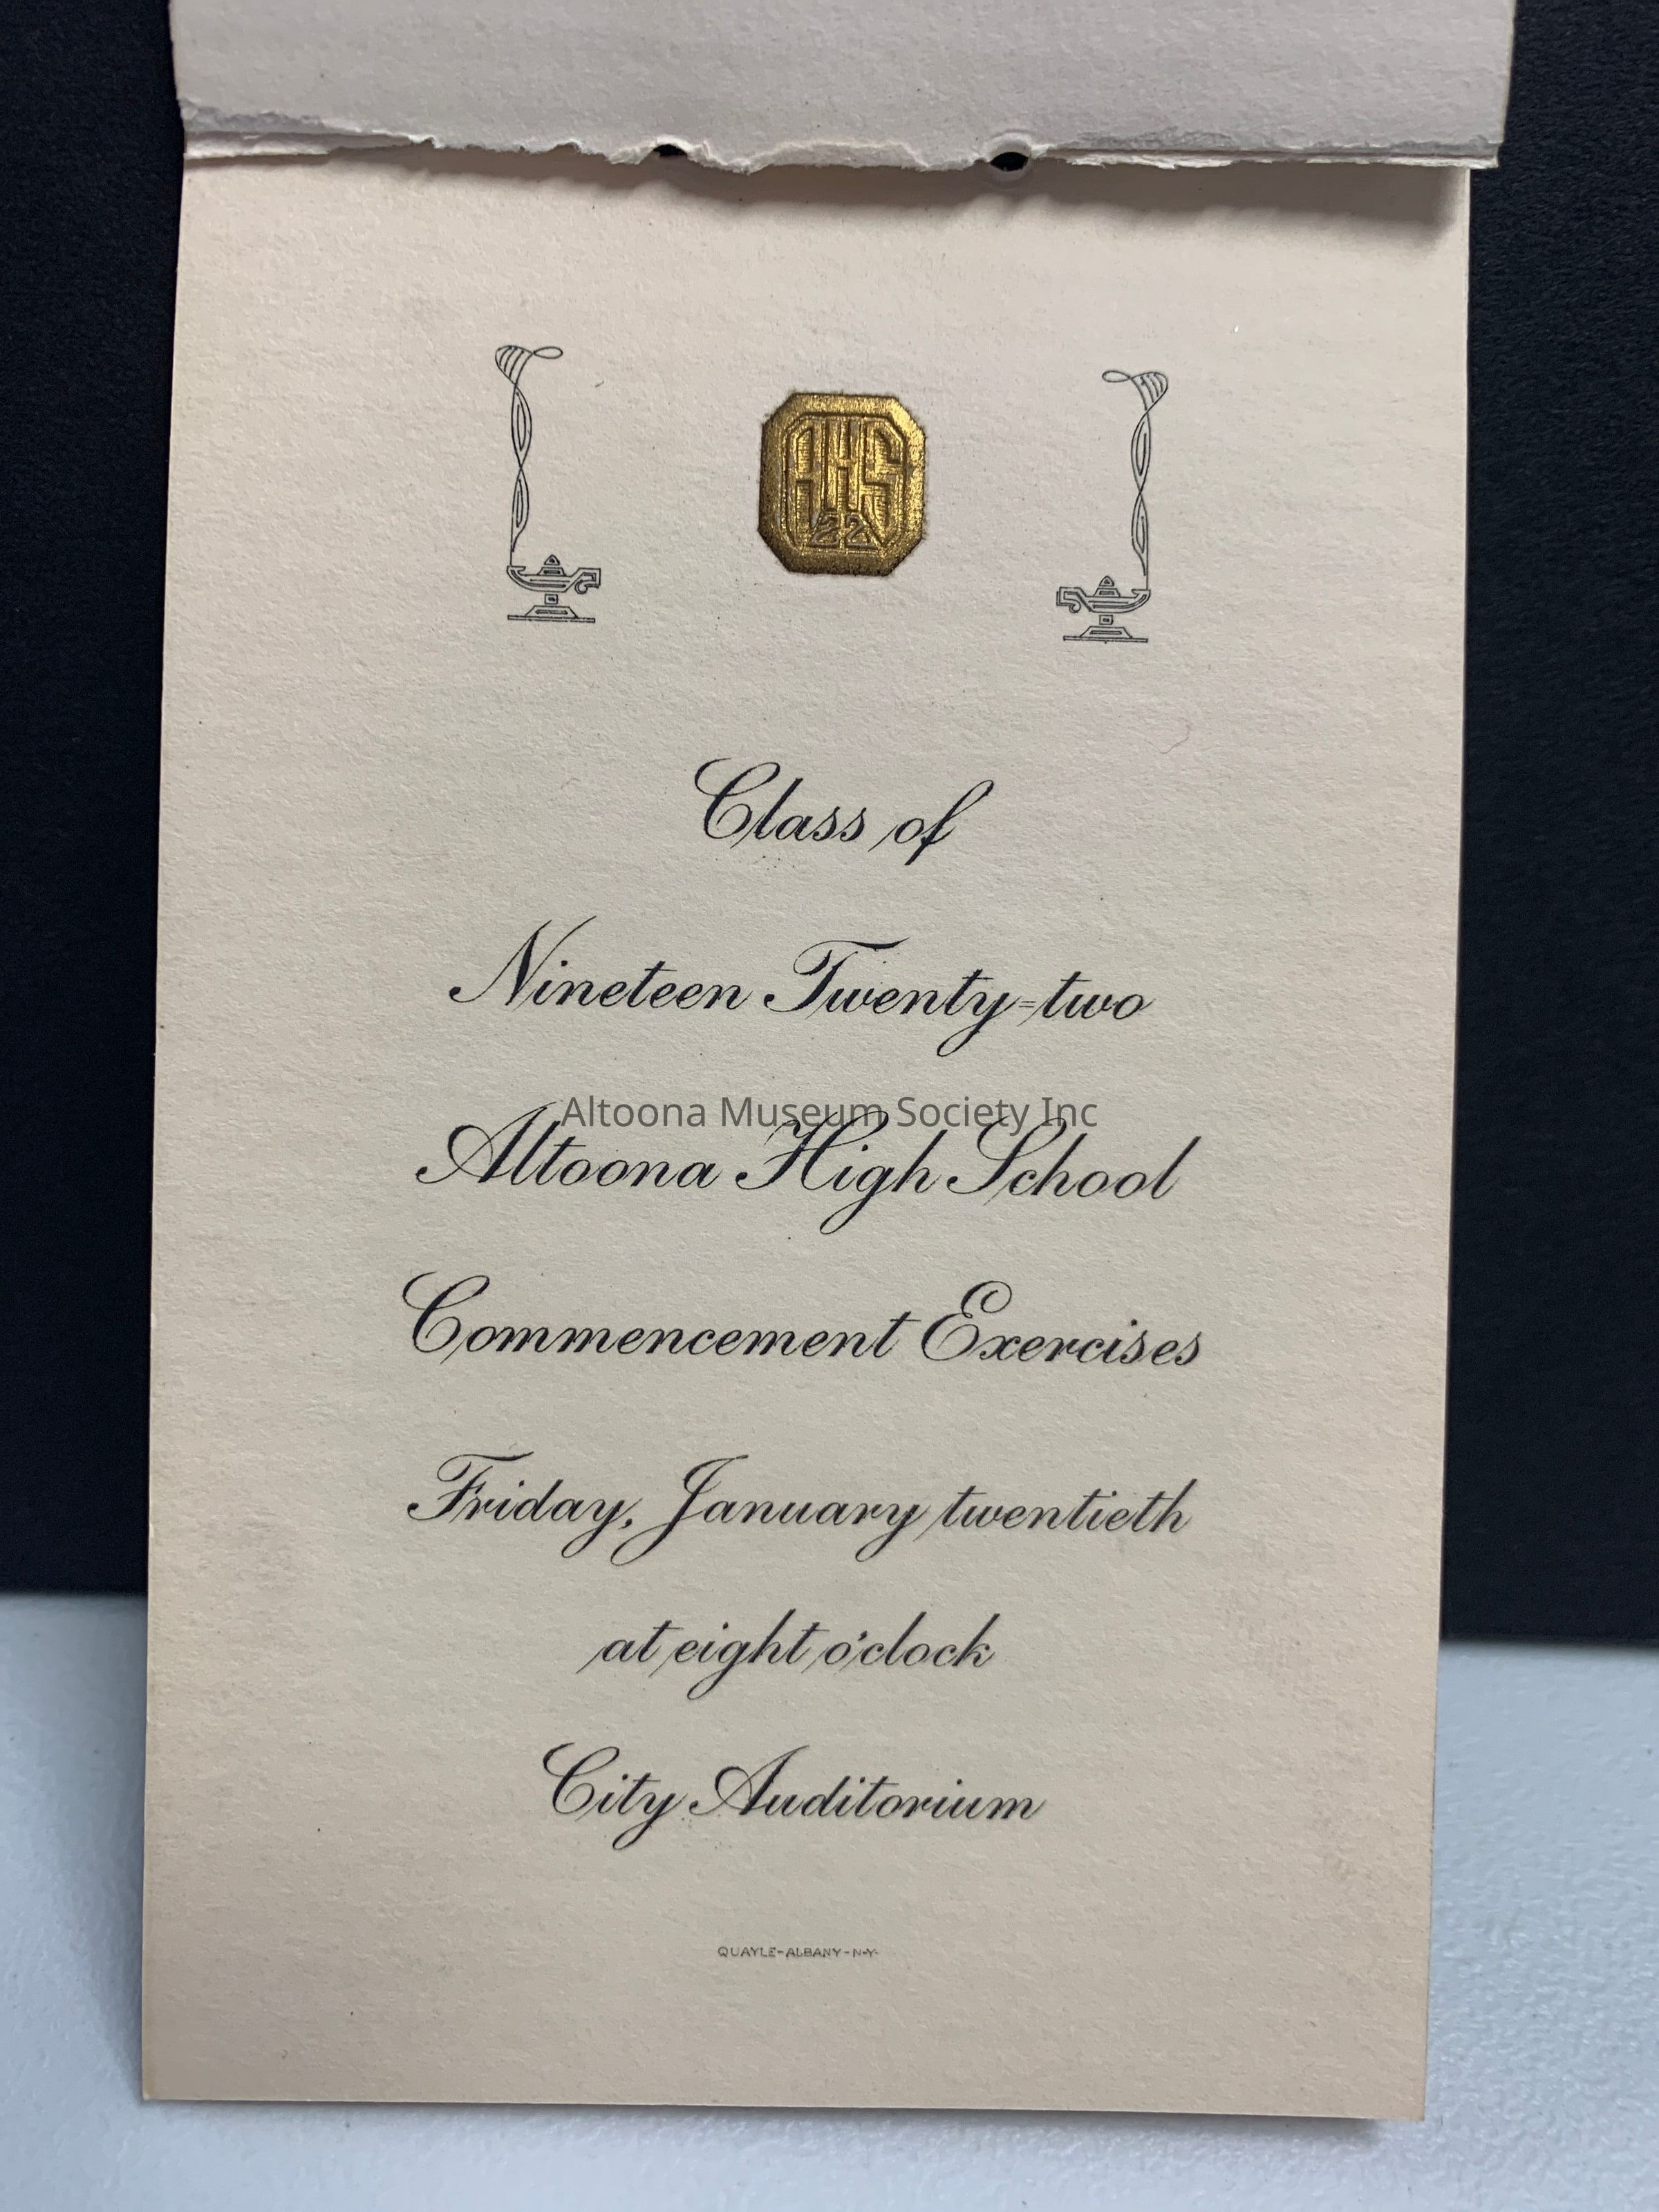 AHS
22
Class of
Nineteen Twenty-two
Altoona Museum Society Inc
Altoona High School
Commencement Exercises
Friday, January twentieth
at eight o'clock
City Auditorium
QUAYLE-ALBANY-N-Y-